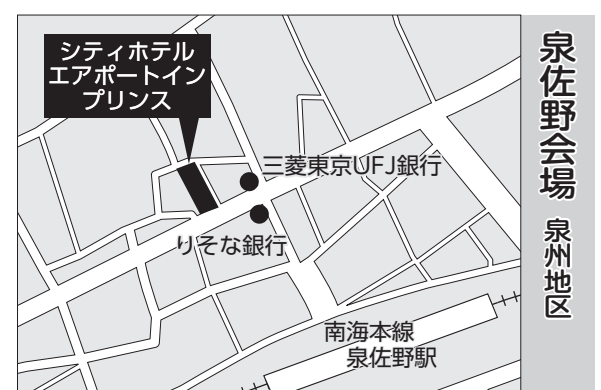 シティホテル
エアポートイン
プリンス
三菱東京UFJ銀行
りそな銀行
南海本線
泉佐野駅
泉佐野会場 泉州地区